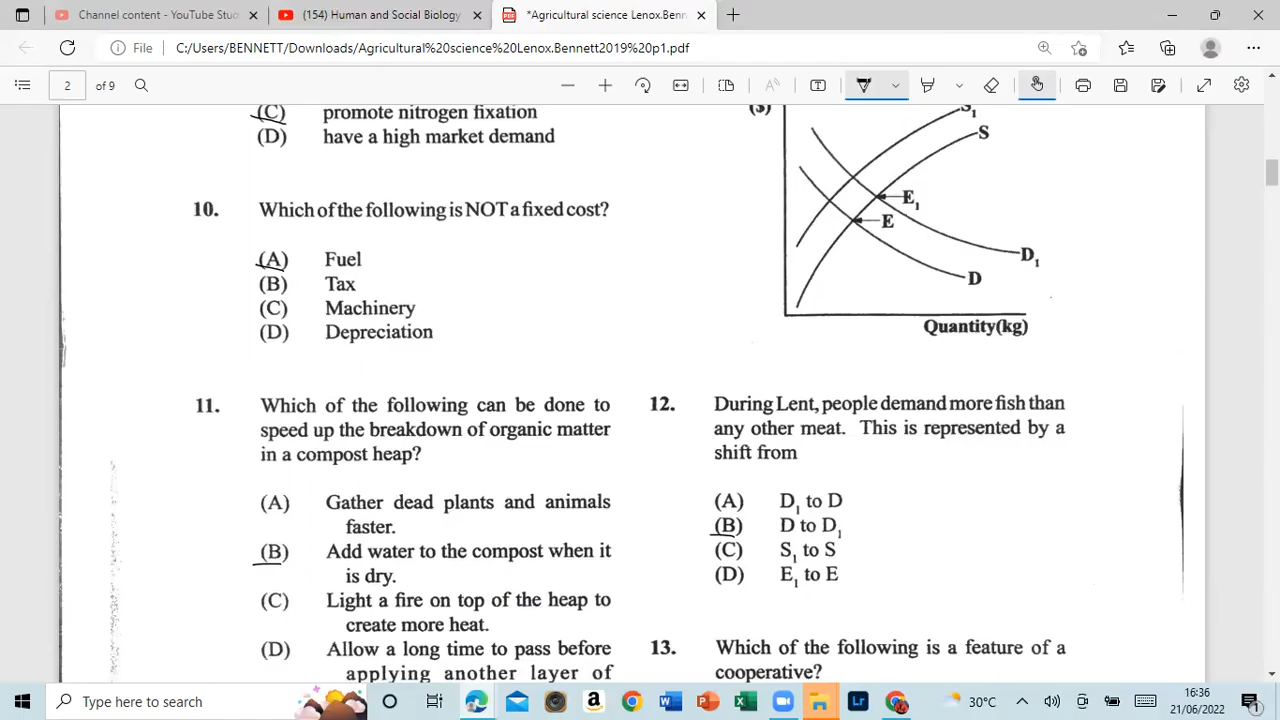 Channel content - YouTube Stud
(154) Human and Social Biology
*Agricultural science Lenox.Benn
File
C:/Users/BENNETT/Downloads/Agricultural%20science%20Lenox.Bennett2019%20p1.pdf
2 of 9
(C) promote nitrogen fixation
(D) have a high market demand
10. Which of the following is NOT a fixed cost?
(A) Fuel
(B) Tax
(C) Machinery
(D) Depreciation
11. Which of the following can be done to
speed up the breakdown of organic matter
in a compost heap?
(A) Gather dead plants and animals
faster.
(B) Add water to the compost when it
is dry.
(C) Light a fire on top of the heap to
create more heat.
(D) Allow a long time to pass before
applying another layer of
($)
S₁
S
E₁
E
D₁
D
Quantity(kg)
12. During Lent, people demand more fish than
any other meat. This is represented by a
shift from
(A) D₁ to D
(B) D to D₁
(C) S₁ to S
(D) E₁ to E
13. Which of the following is a feature of a
cooperative?
Type here to search
30°C
16:36
21/06/2022